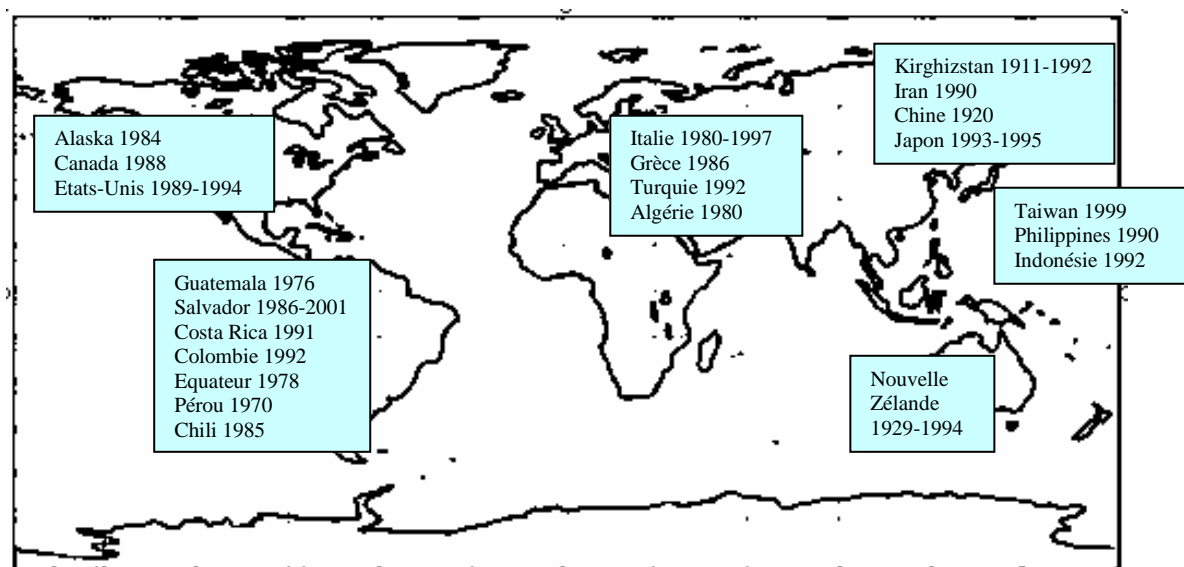 Alaska 1984
Canada 1988
Etats-Unis 1989-1994
Guatemala 1976
Salvador 1986-2001
Costa Rica 1991
Colombie 1992
Equateur 1978
Pérou 1970
Chili 1985
Italie 1980-1997
Grèce 1986
Turquie 1992
Algérie 1980
Kirghizstan 1911-1992
Iran 1990
Chine 1920
Japon 1993-1995
Taiwan 1999
Philippines 1990
Indonésie 1992
Nouvelle
Zélande
1929-1994